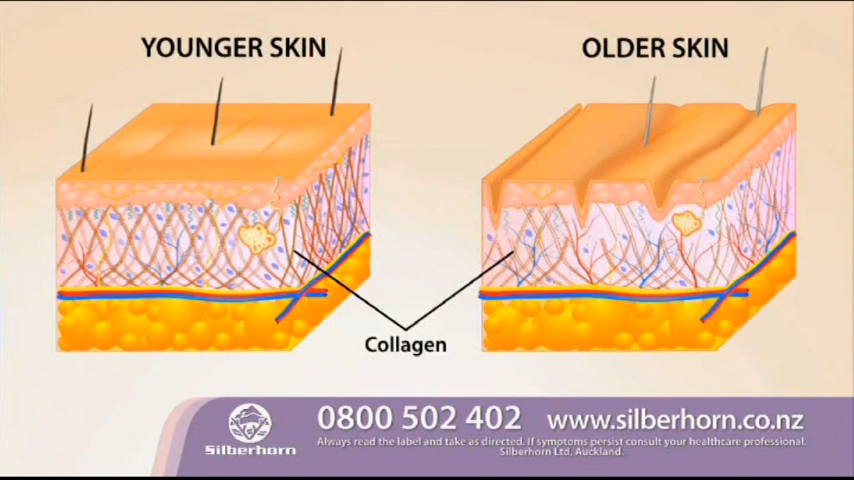 YOUNGER SKIN
OLDER SKIN
Collagen
Silberhorn
0800 502 402 www.silberhorn.co.nz
Always read the label and take as directed. If symptoms persist consult your healthcare professional.
Silberhorn Ltd, Auckland.